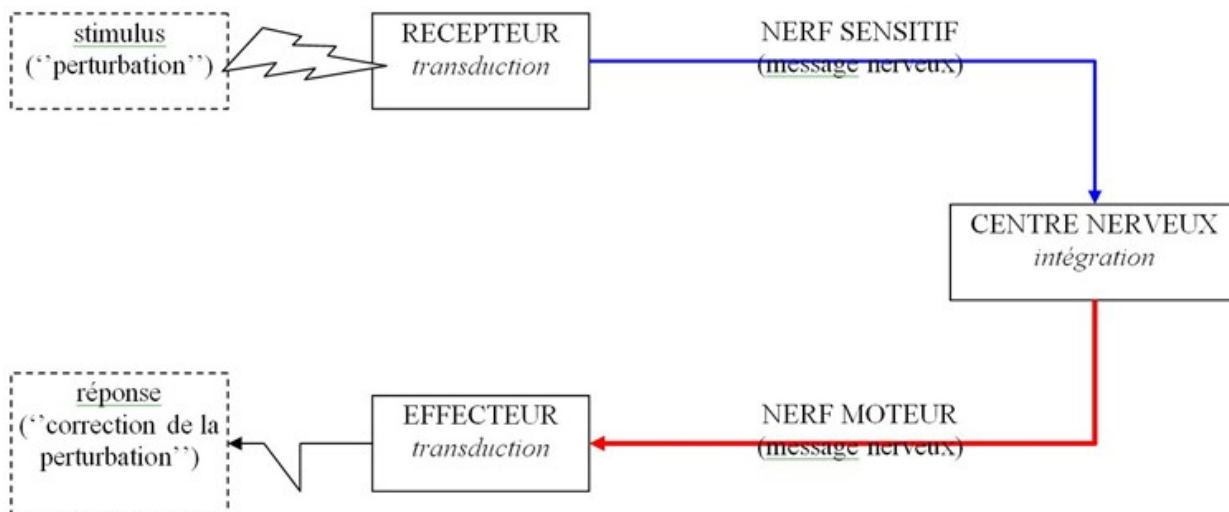 stimulus
(‘’perturbation’’)
RECEPTEUR
transduction
NERF SENSITIF
(message nerveux)
CENTRE NERVEUX
intégration
réponse
(‘’correction de la
perturbation’’)
EFFECTEUR
transduction
NERF MOTEUR
(message nerveux)